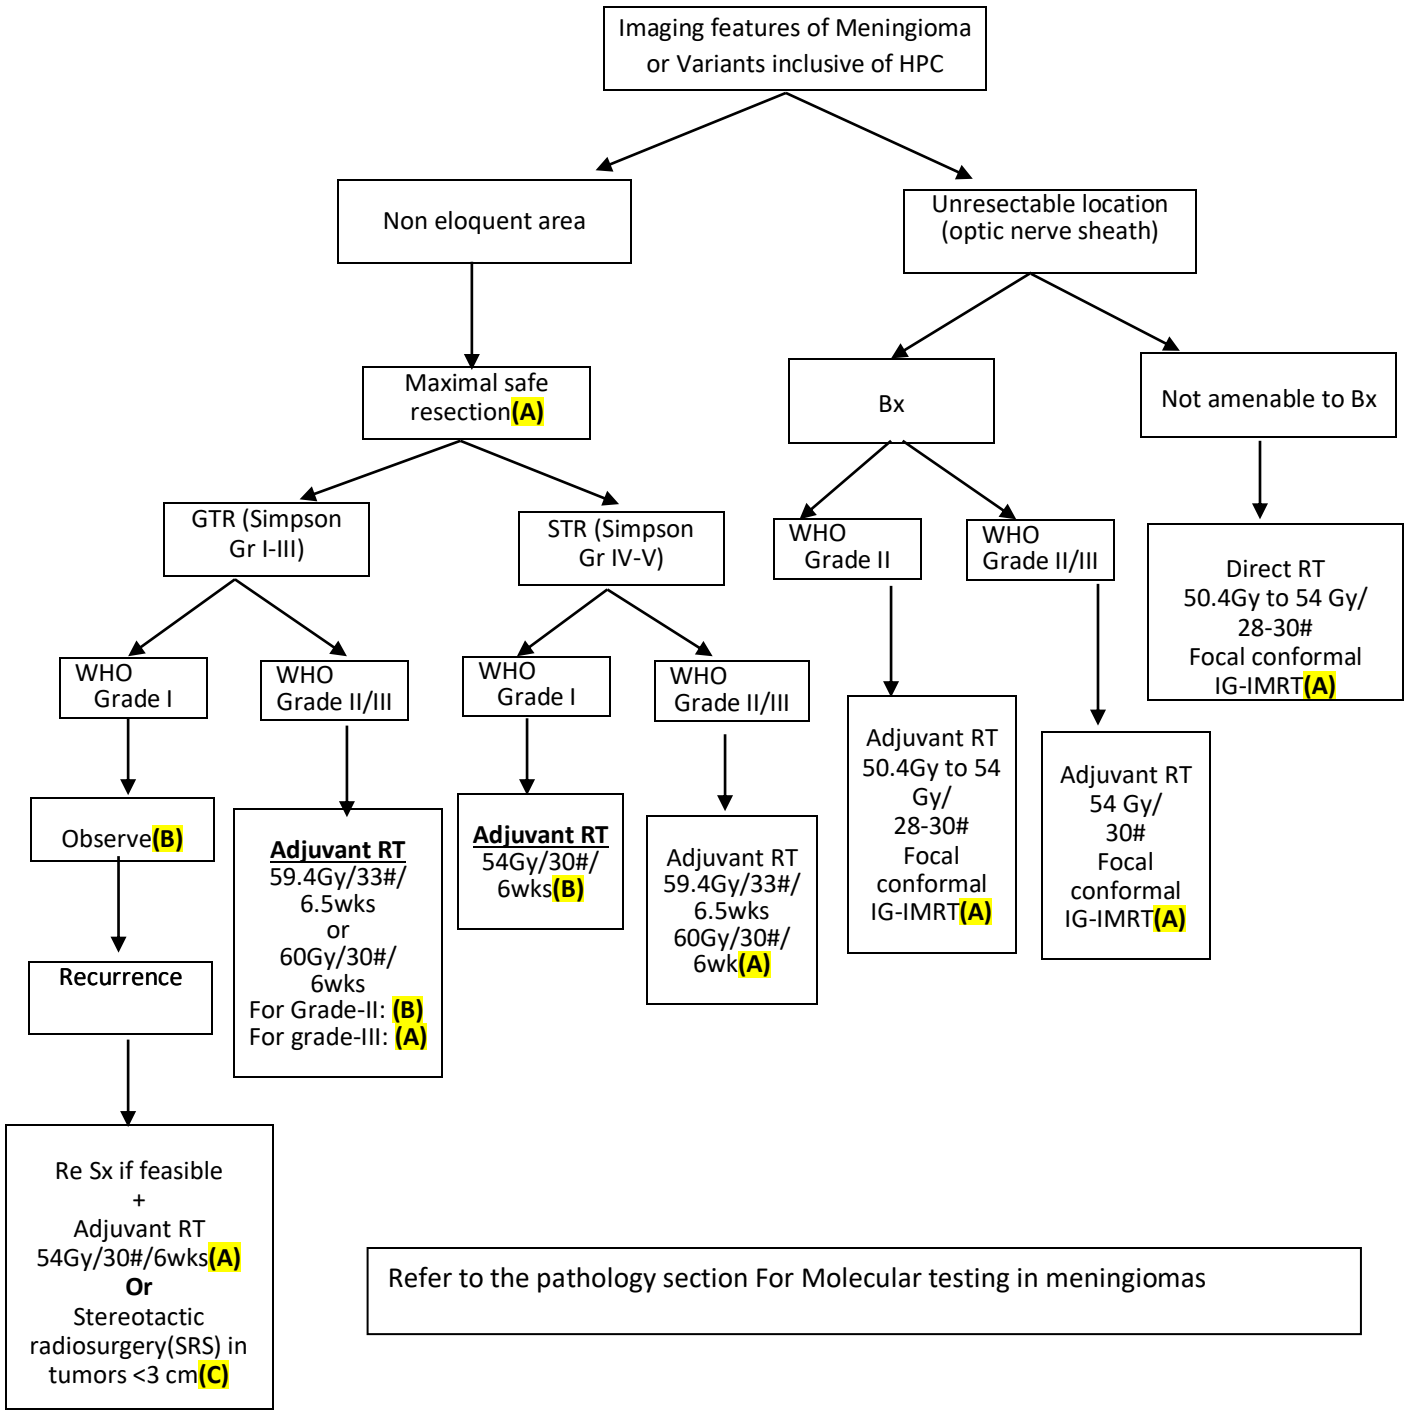 Imaging features of Meningioma
or Variants inclusive of HPC
Non eloquent area
Unresectable location
(optic nerve sheath)
Maximal safe
resection(A)
Bx
Not amenable to Bx
GTR (Simpson
Gr I-III)
STR (Simpson
Gr IV-V)
WHO
Grade II
WHO
Grade II/III
Direct RT
50.4Gy to 54 Gy/
28-30#
Focal conformal
IG-IMRT(A)
WHO
Grade I
WHO
Grade II/III
WHO
Grade I
WHO
Grade II/III
Observe(B)
Adjuvant RT
59.4Gy/33#/
6.5wks
or
60Gy/30#/
6wks
For Grade-II: (B)
For grade-III: (A)
Adjuvant RT
54Gy/30#/
6wks(B)
Adjuvant RT
59.4Gy/33#/
6.5wks
60Gy/30#/
6wk(A)
Adjuvant RT
50.4Gy to 54
Gy/
28-30#
Focal
conformal
IG-IMRT(A)
Adjuvant RT
54 Gy/
30#
Focal
conformal
IG-IMRT(A)
Recurrence
Re Sx if feasible
+
Adjuvant RT
54Gy/30#/6wks(A)
Or
Stereotactic
radiosurgery(SRS) in
tumors <3 cm(C)
Refer to the pathology section For Molecular testing in meningiomas